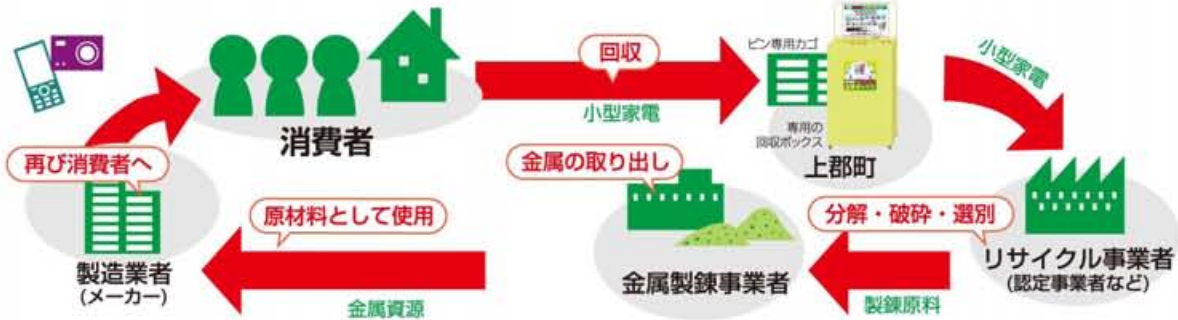 消費者
回収
小型家電
ビン専用カゴ
専用の
回収ボックス
上郡町
小型家電
リサイクル事業者
(認定事業者など)
分解・破砕・選別
製錬原料
金属の取り出し
金属製錬事業者
原材料として使用
金属資源
製造業者
(メーカー)
再び消費者へ